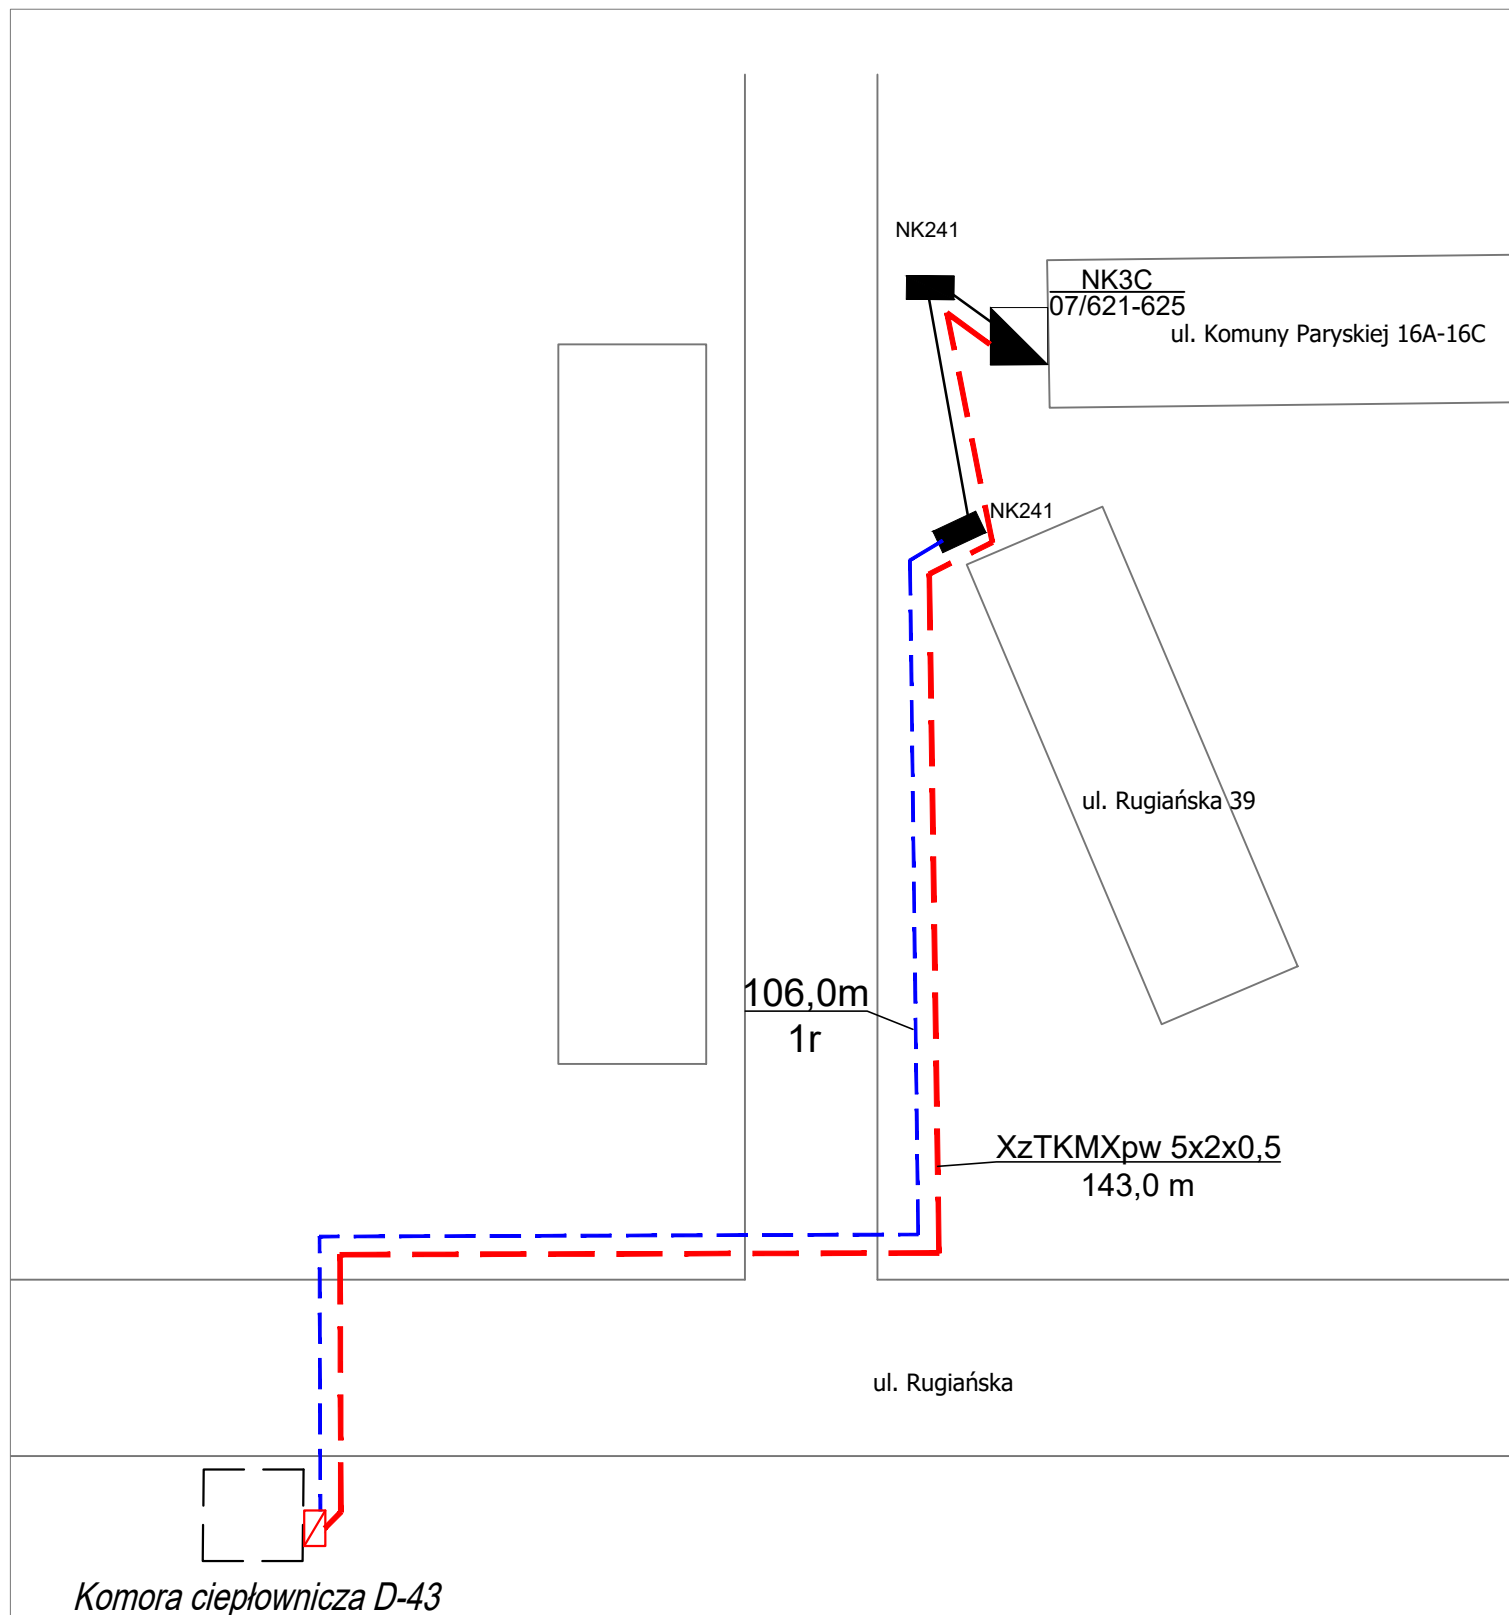 NK241
NK3C
07/621-625
ul. Komuny Paryskiej 16A-16C
NK241
ul. Rugiańska 39
106,0m
1r
XzTKMXpw 5x2x0,5
143,0 m
ul. Rugiańska
Komora ciepłownicza D-43